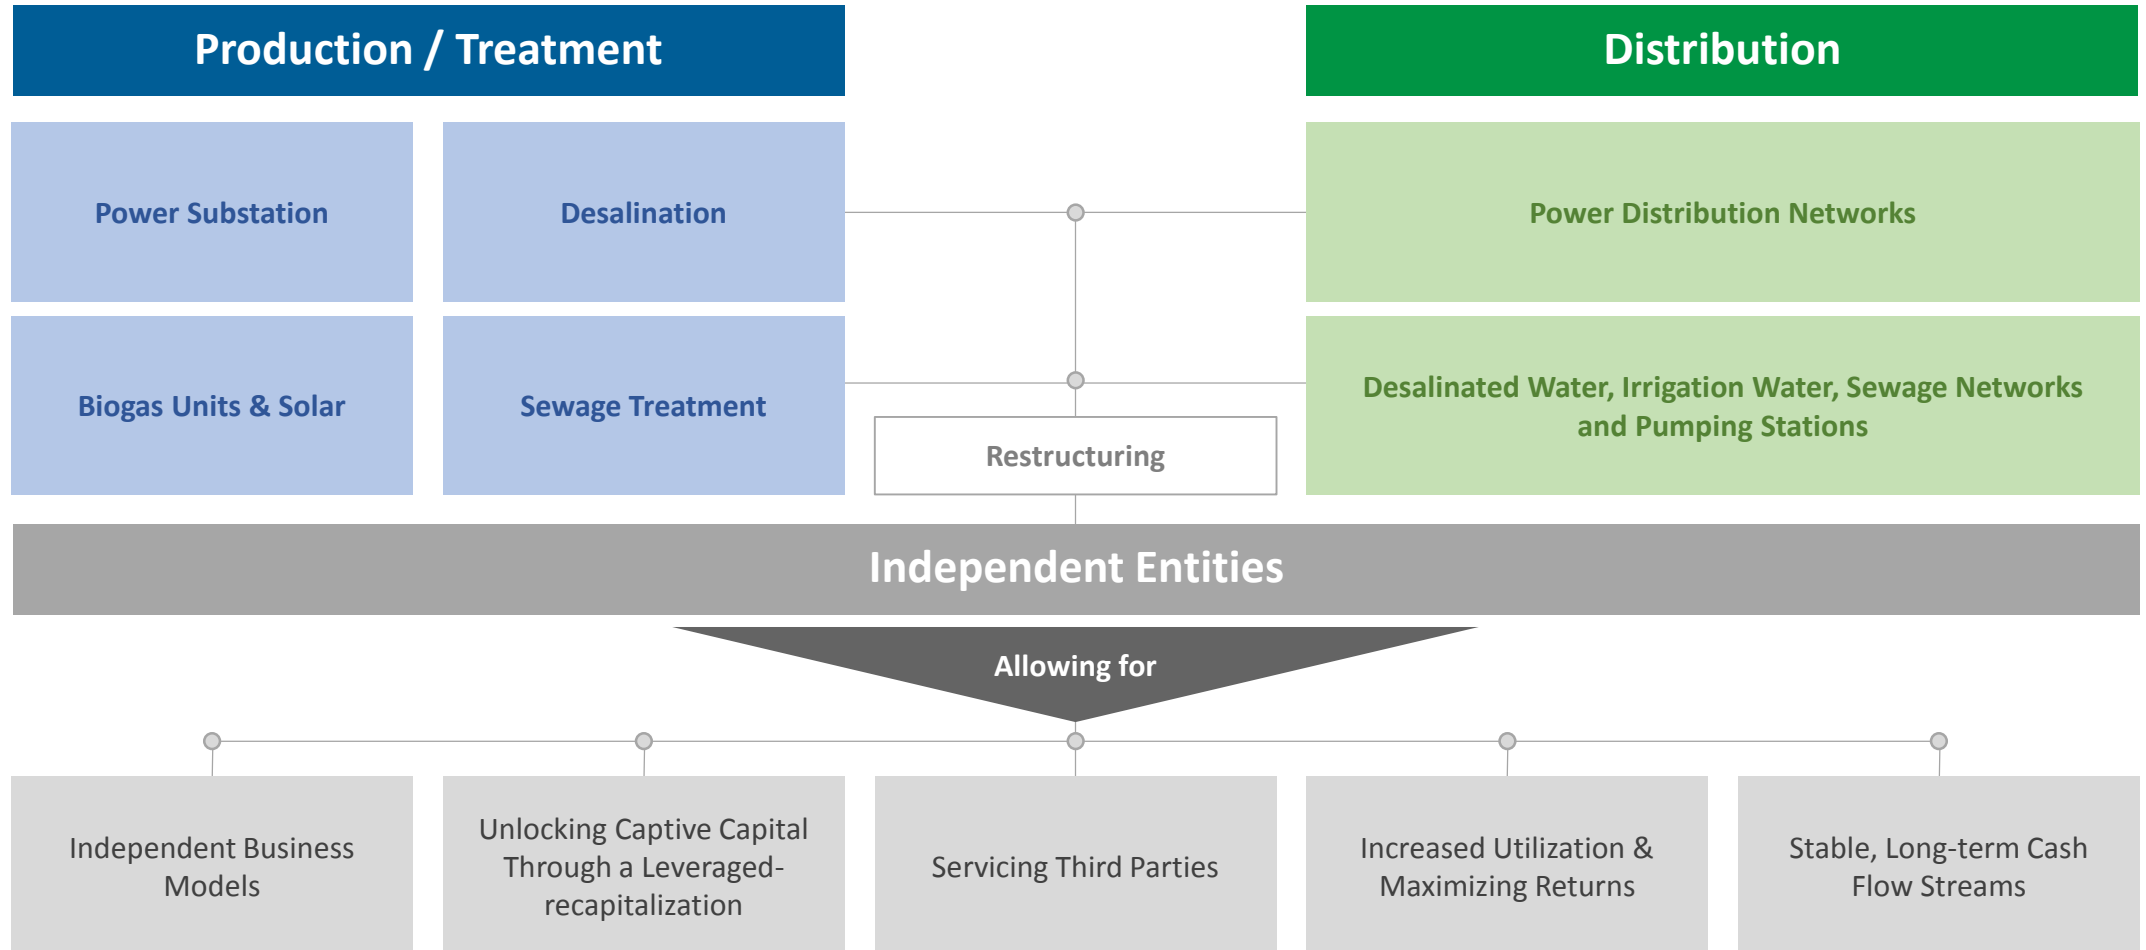 Production / Treatment
Distribution
Power Substation
Desalination
Power Distribution Networks
Biogas Units & Solar
Sewage Treatment
Desalinated Water, Irrigation Water, Sewage Networks
and Pumping Stations
Restructuring
Independent Entities
Allowing for
Independent Business
Models
Unlocking Captive Capital
Through a Leveraged-
recapitalization
Servicing Third Parties
Increased Utilization &
Maximizing Returns
Stable, Long-term Cash
Flow Streams